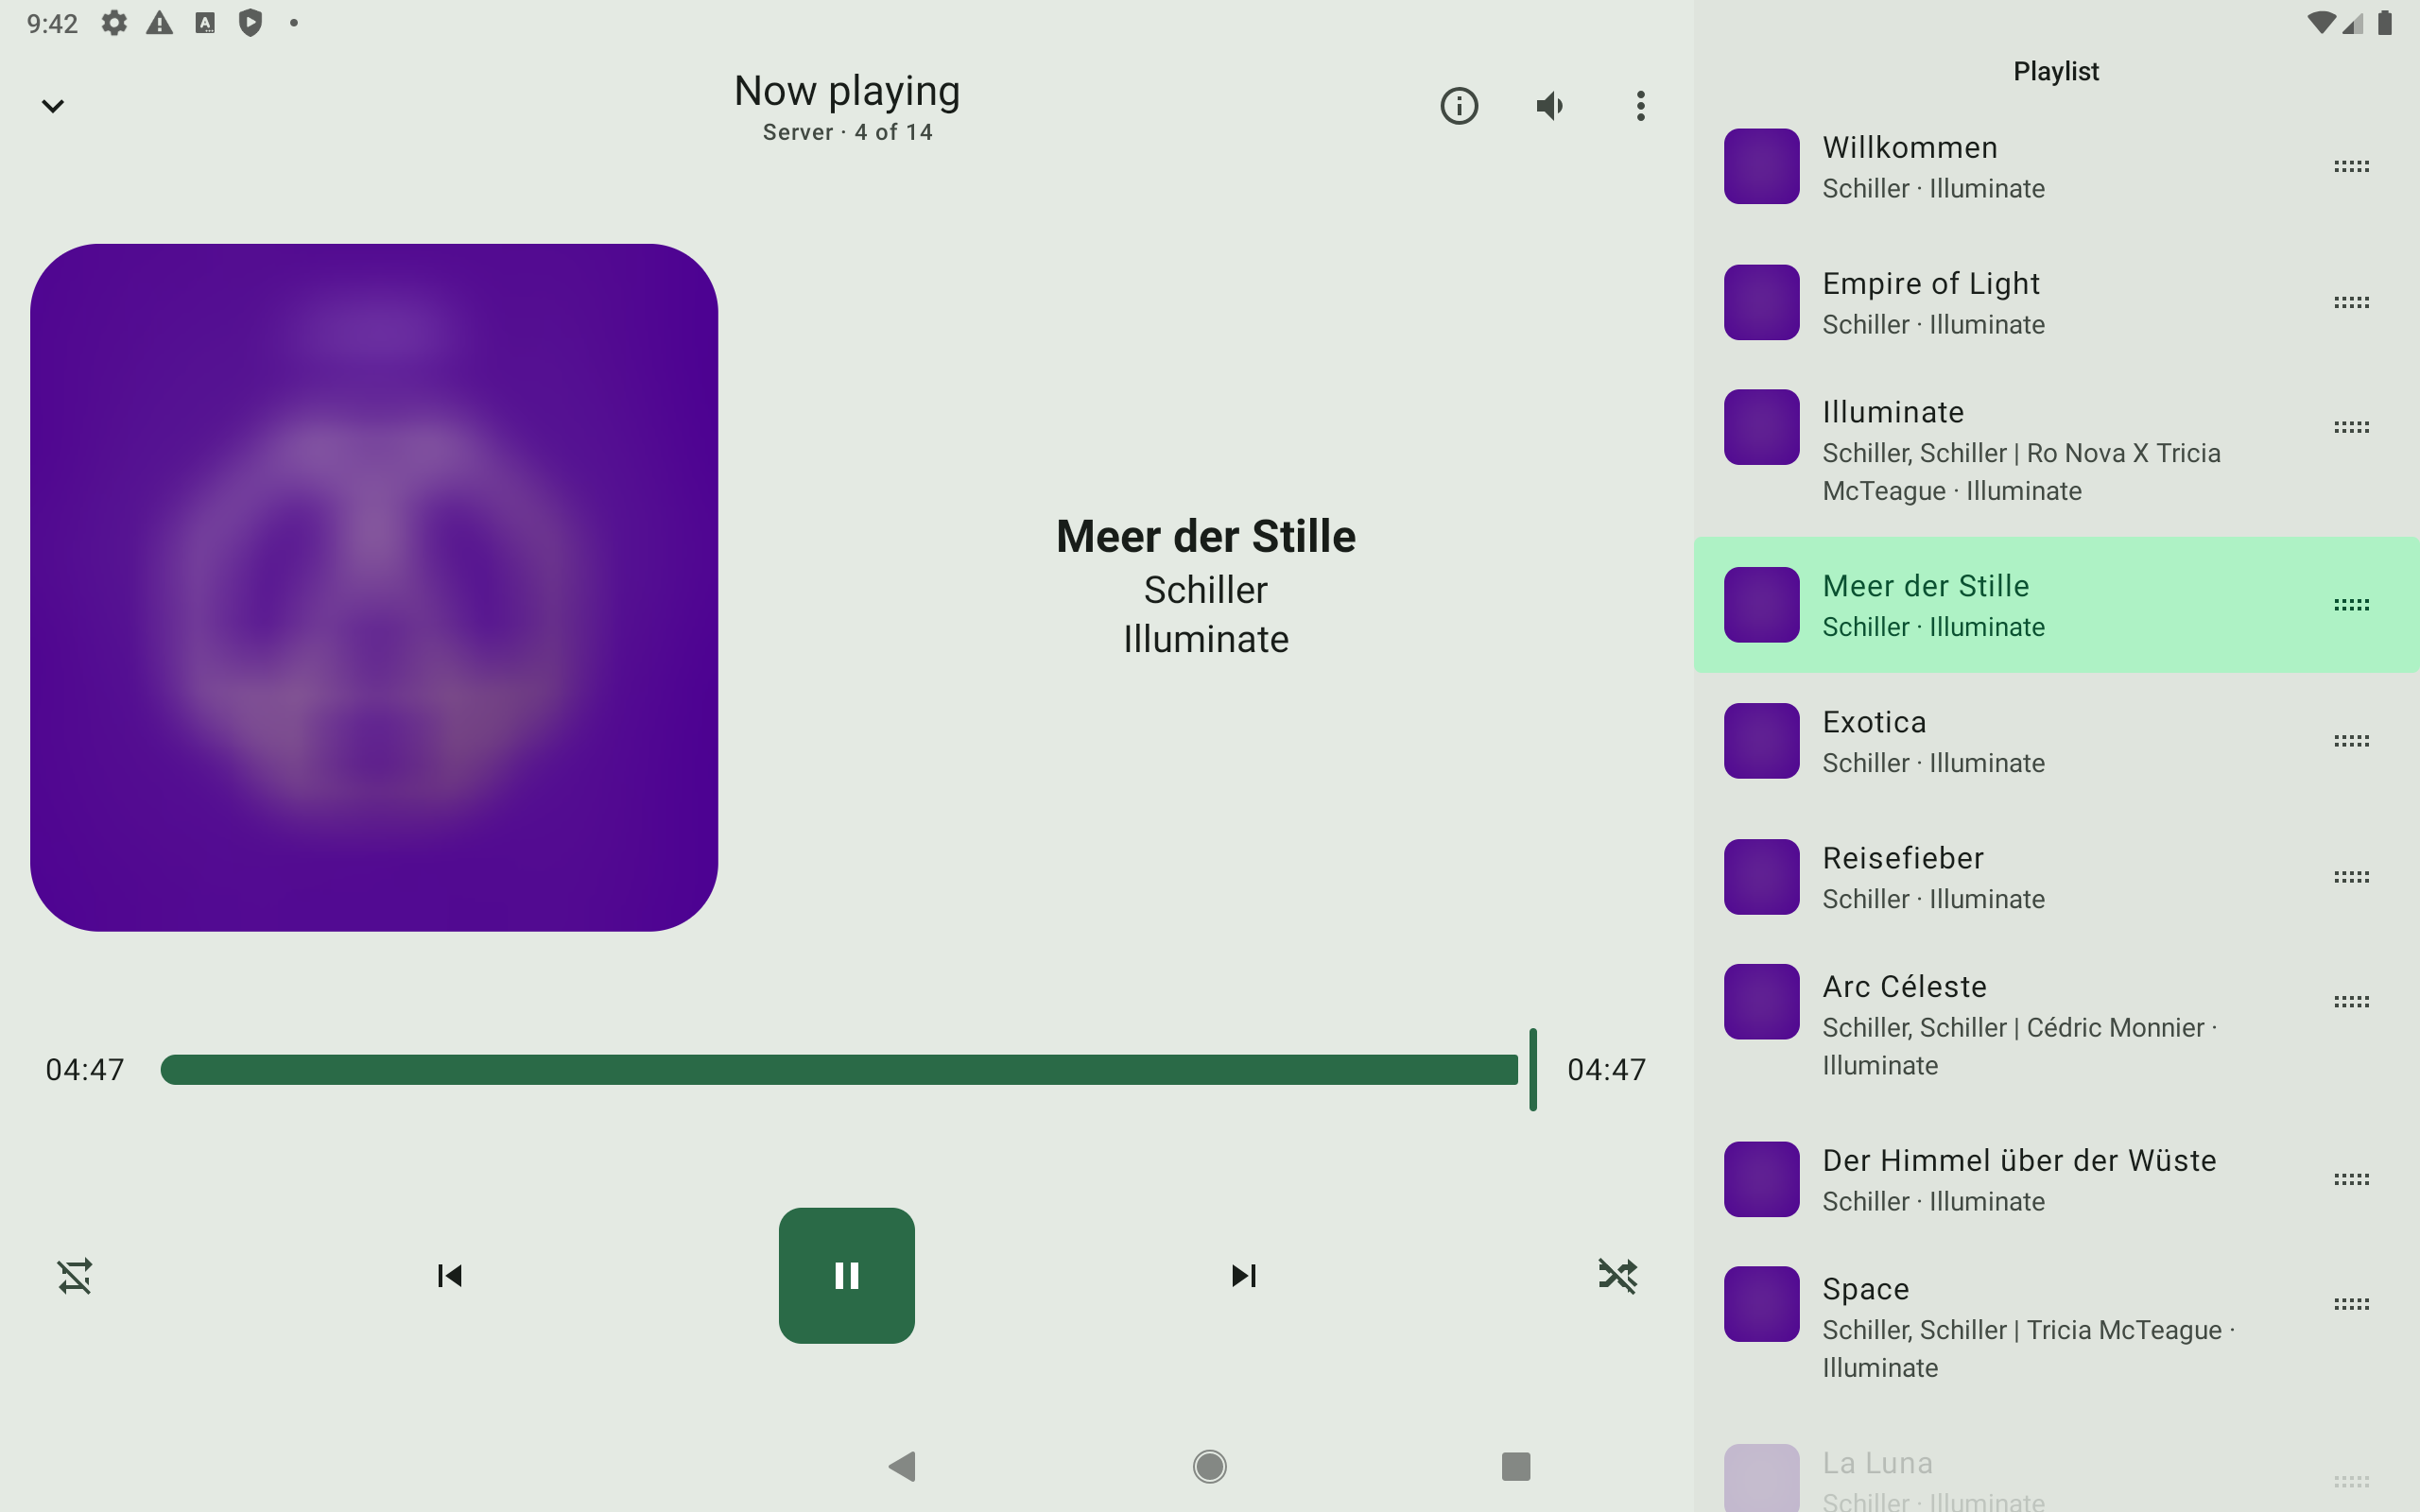 9:42
Now playing
Server · 4 of 14
Meer der Stille
Schiller
Illuminate
04:47
04:47
Playlist
Willkommen
Schiller · Illuminate
Empire of Light
Schiller · Illuminate
Illuminate
Schiller, Schiller | Ro Nova X Tricia
McTeague · Illuminate
Meer der Stille
Schiller · Illuminate
Exotica
Schiller · Illuminate
Reisefieber
Schiller · Illuminate
Arc Céleste
Schiller, Schiller | Cédric Monnier ·
Illuminate
Der Himmel über der Wüste
Schiller · Illuminate
Space
Schiller, Schiller | Tricia McTeague ·
Illuminate
La Luna
Schiller · Illuminate